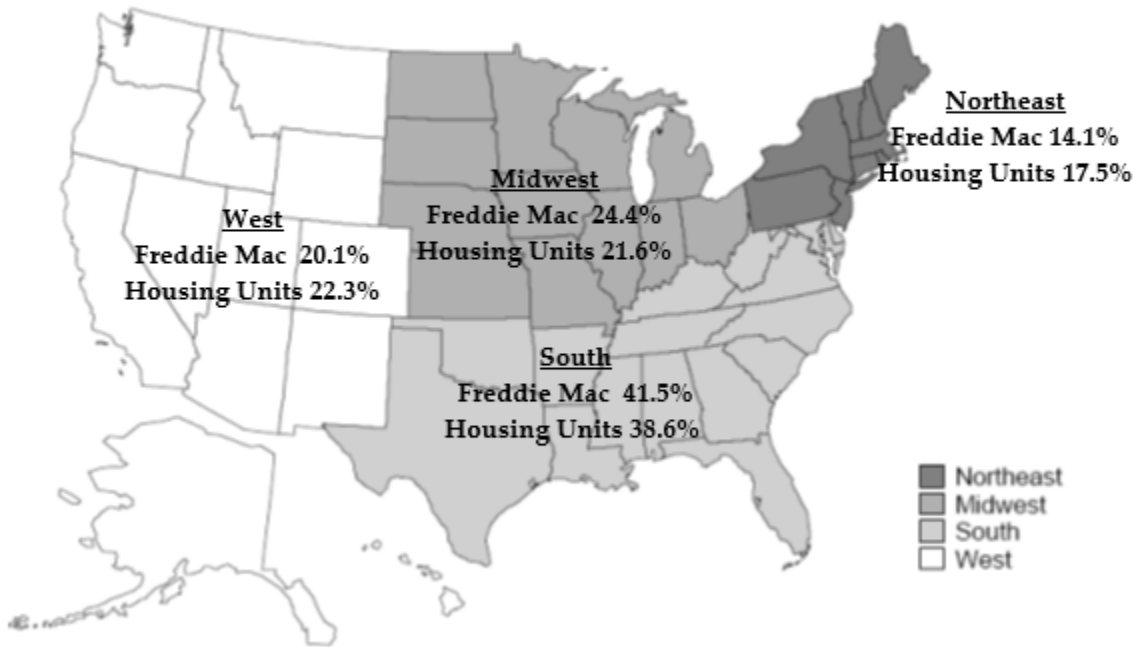 Northeast
Freddie Mac 14.1%
Housing Units 17.5%
Midwest
Freddie Mac 24.4%
Housing Units 21.6%
West
Freddie Mac 20.1%
Housing Units 22.3%
South
Freddie Mac 41.5%
Housing Units 38.6%
Northeast
Midwest
South
West